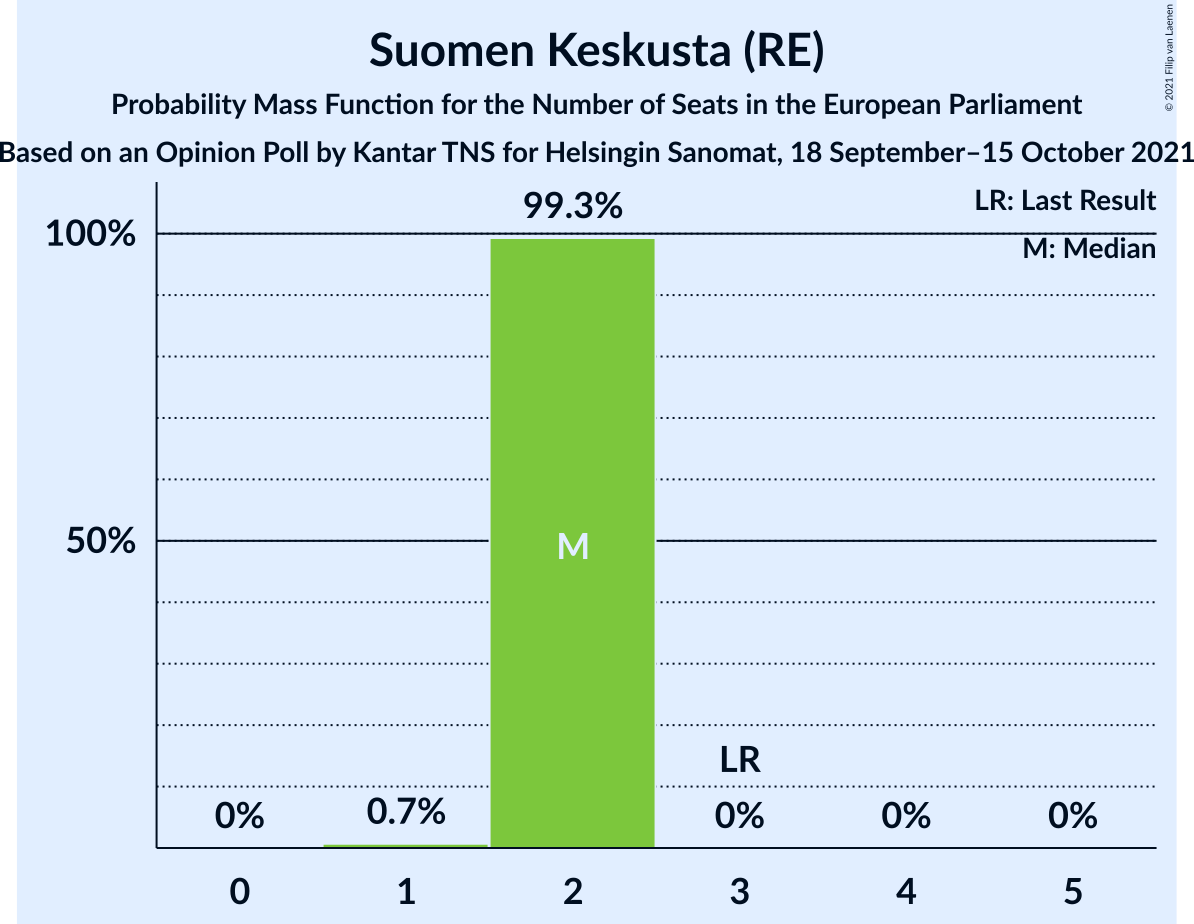 Suomen Keskusta (RE)
Probability Mass Function for the Number of Seats in the European Parliament
Based on an Opinion Poll by Kantar TNS for Helsingin Sanomat, 18 September–15 October 2021
© 2021 Filip van Laenen
LR: Last Result
M: Median
100%
50%
99.3%
M
LR
0%
0.7%
0%
0%
0%
0
1
2
3
4
5